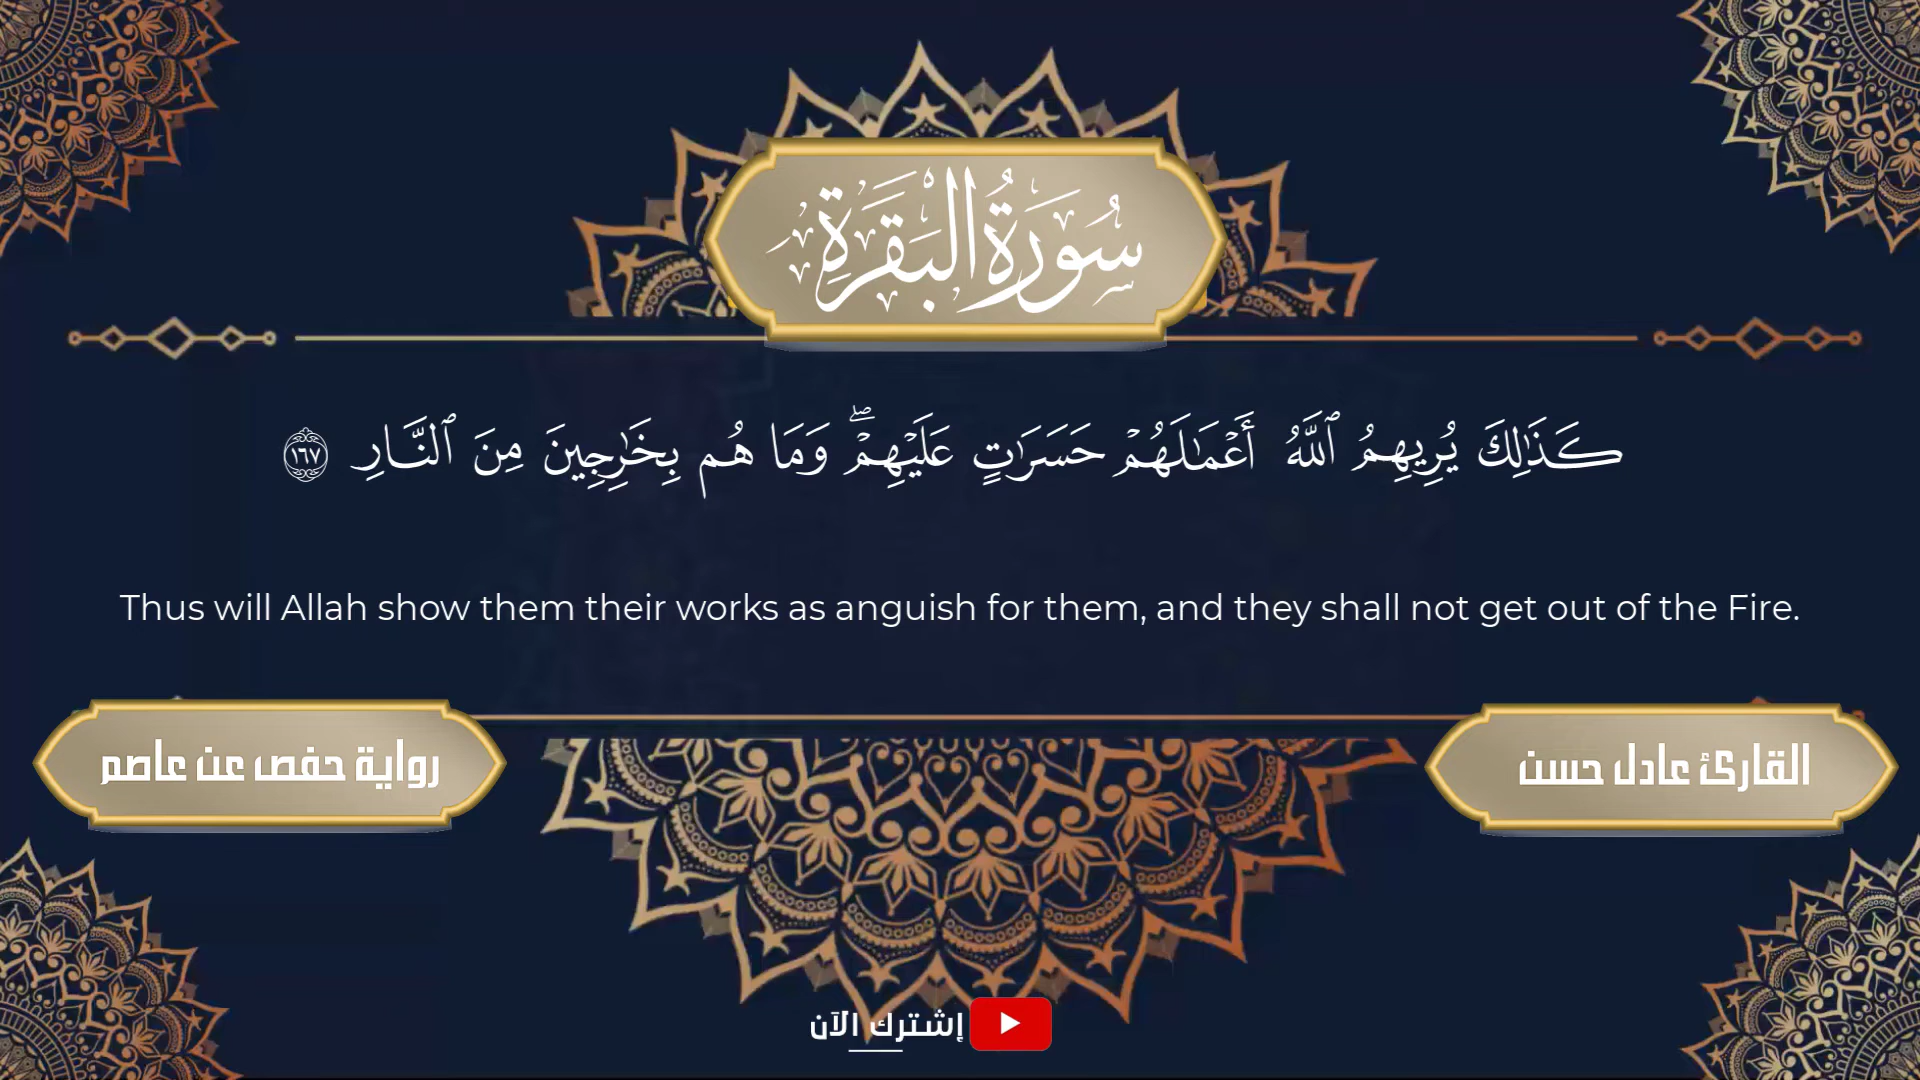 سُورَةُ البَقَرَةِ
كَذَٰلِكَ يُرِيهِمُ ٱللَّهُ أَعْمَـٰلَهُمْ حَسَرَٰتٍ عَلَيْهِمْ ۖ وَمَا هُم بِخَـٰرِجِينَ مِنَ ٱلنَّارِ ١٦٧
Thus will Allah show them their works as anguish for them, and they shall not get out of the Fire.
القارئ عادل حسن
رواية حفص عن عاصم
إشترك الآن